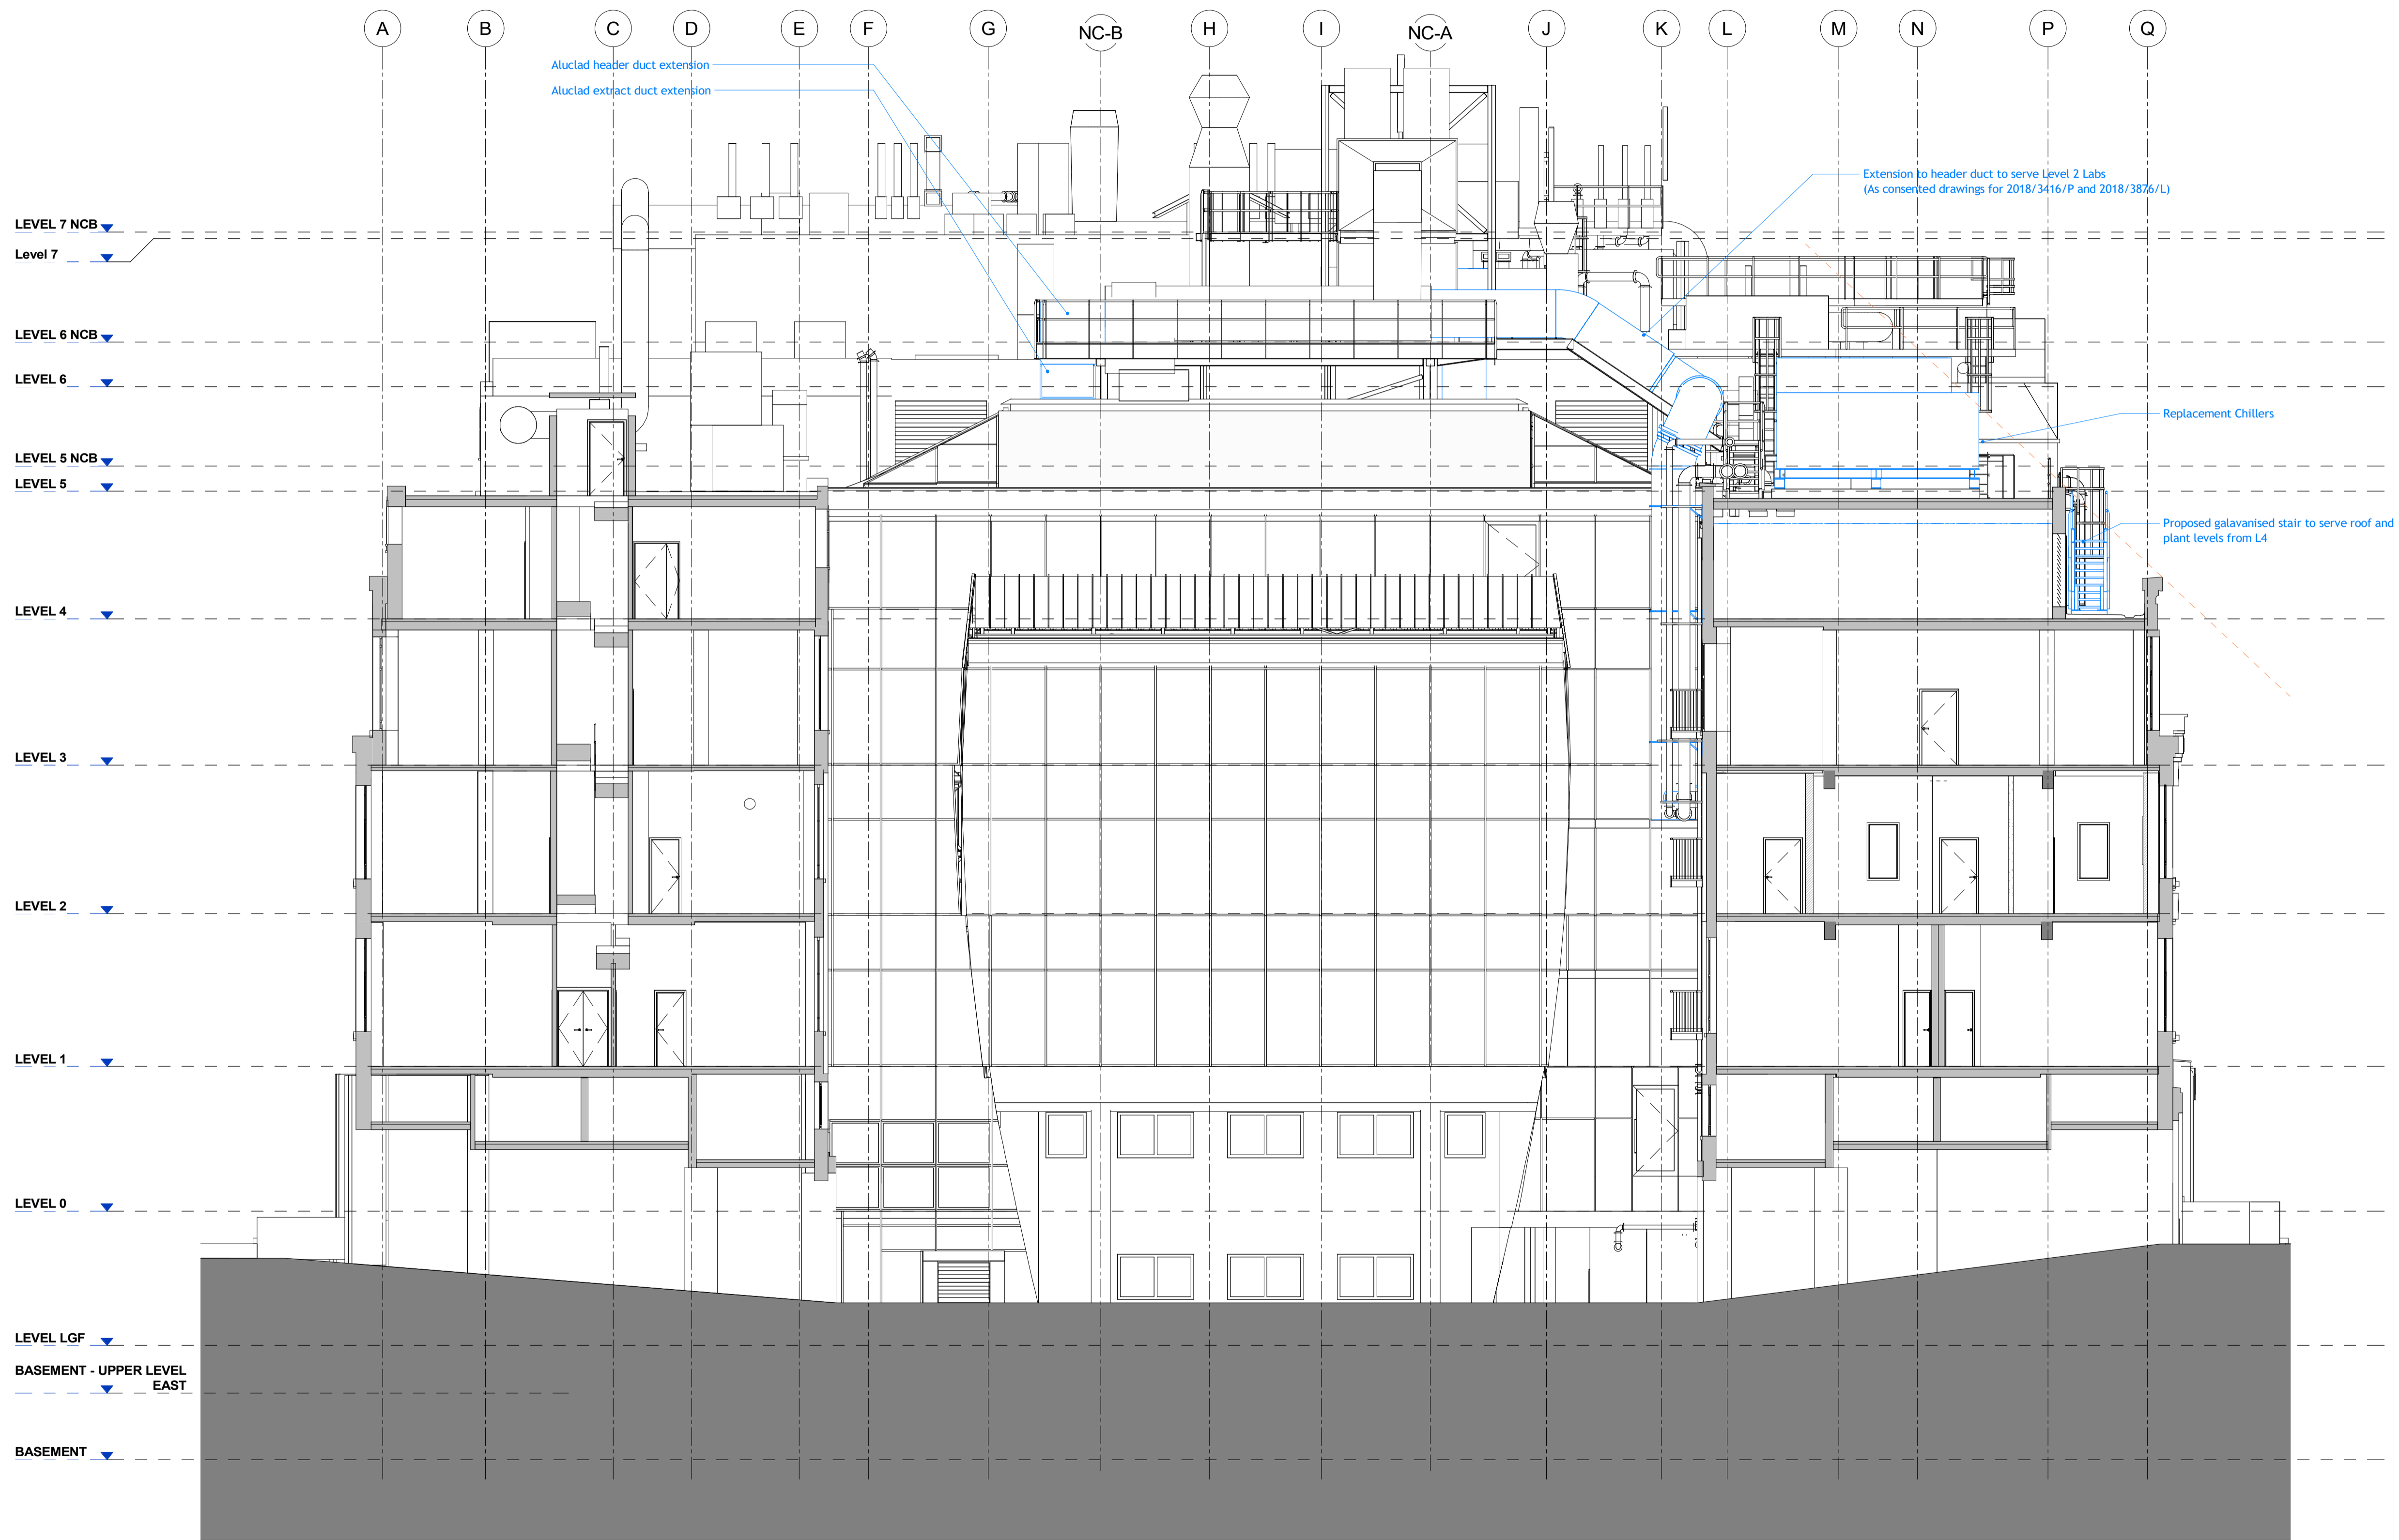 A B C D E F G NC-B H I NC-A J K L M N P Q
Aluclad header duct extension
Aluclad extract duct extension
Extension to header duct to serve Level 2 Labs
(As consented drawings for 2018/3416/P and 2018/3876/L)
LEVEL 7 NCB
Level 7
LEVEL 6 NCB
LEVEL 6
Replacement Chillers
LEVEL 5 NCB
LEVEL 5
Proposed galavanised stair to serve roof and
plant levels from L4
LEVEL 4
LEVEL 3
LEVEL 2
LEVEL 1
LEVEL 0
LEVEL LGF
BASEMENT - UPPER LEVEL
EAST
BASEMENT